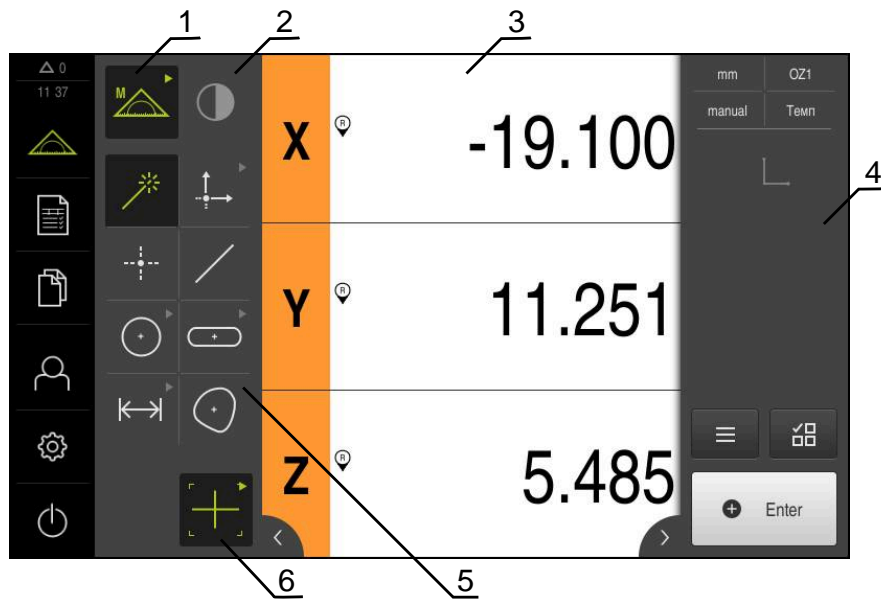 1 2 3
△ 0
11 37
M
mm OZ1
manual Темп
X R -19.100
4
Y R 11.251
Z R 5.485
Enter
6 5